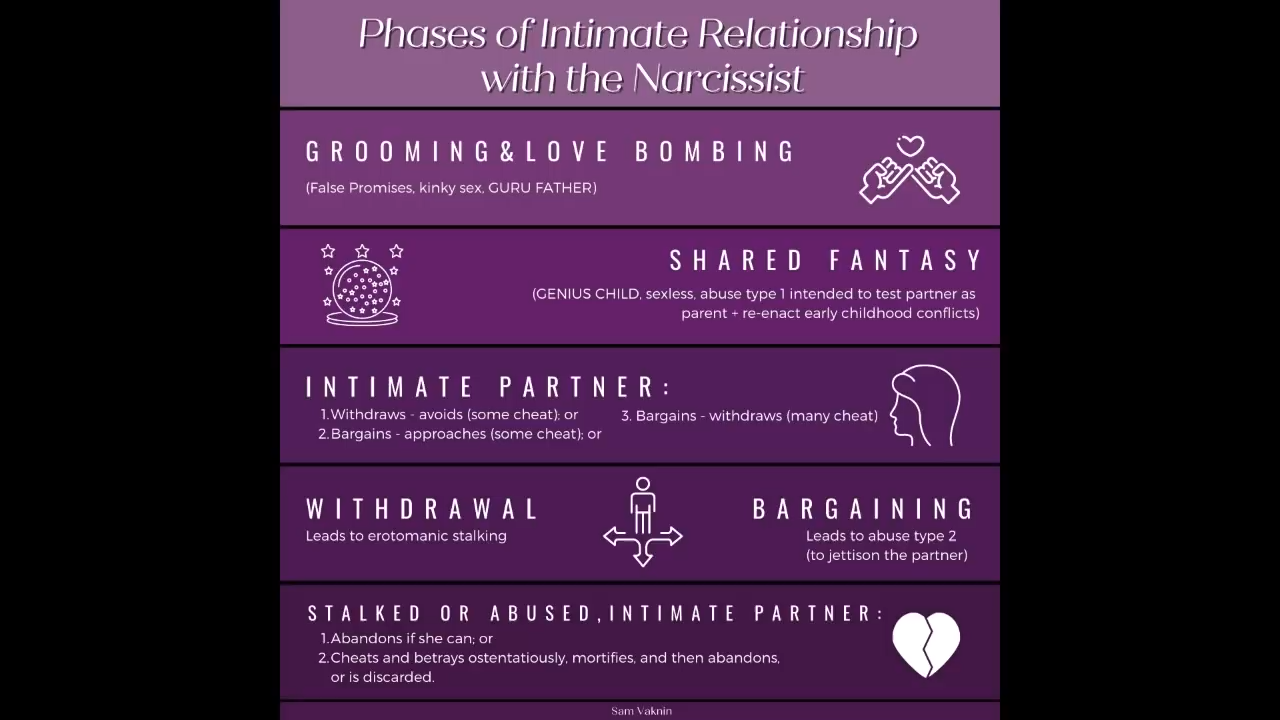 Phases of Intimate Relationship
with the Narcissist
GROOMING&LOVE BOMBING
(False Promises, kinky sex, GURU FATHER)
SHARED FANTASY
(GENIUS CHILD, sexless, abuse type 1 intended to test partner as
parent + re-enact early childhood conflicts)
INTIMATE PARTNER:
1. Withdraws - avoids (some cheat); or
2. Bargains - approaches (some cheat); or
3. Bargains - withdraws (many cheat)
WITHDRAWAL
Leads to erotomanic stalking
BARGAINING
Leads to abuse type 2
(to jettison the partner)
STALKED OR ABUSED,INTIMATE PARTNER:
1. Abandons if she can; or
2. Cheats and betrays ostentatiously, mortifies, and then abandons,
or is discarded.
Sam Vaknin